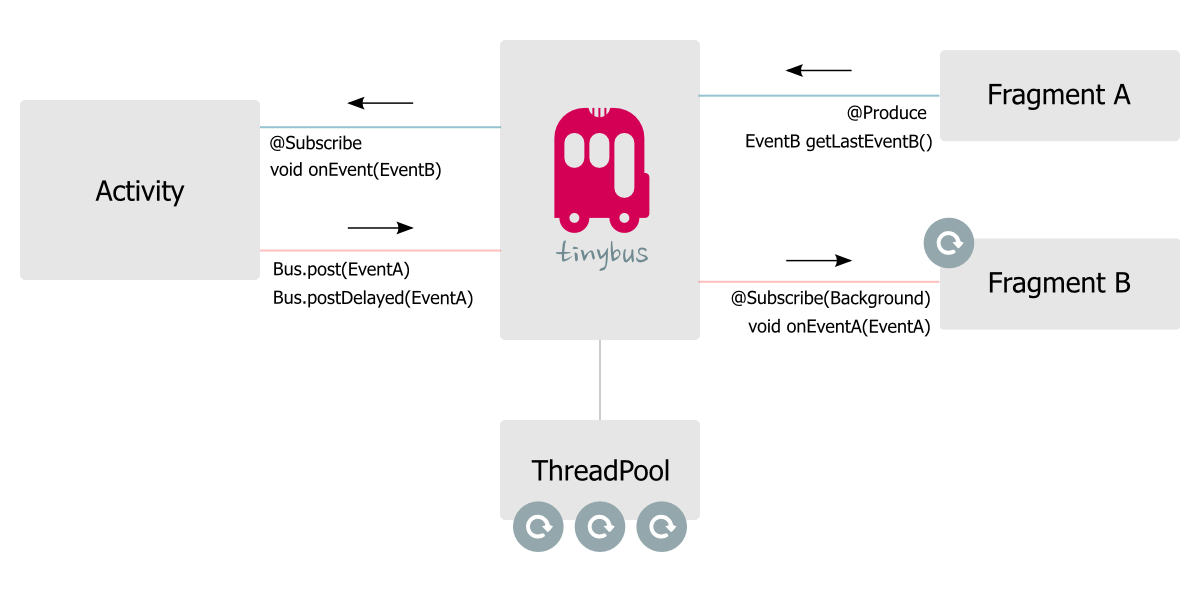 Activity
@Subscribe
void onEvent(EventB)
Bus.post(EventA)
Bus.postDelayed(EventA)
tinybus
ThreadPool
Fragment A
@Produce
EventB getLastEventB()
Fragment B
@Subscribe(Background)
void onEventA(EventA)